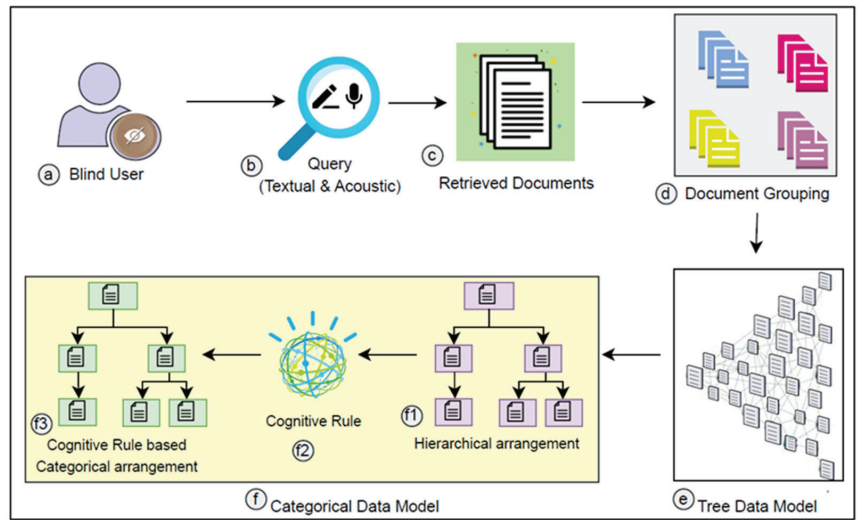 a Blind User
b Query
(Textual & Acoustic)
c Retrieved Documents
d Document Grouping
e Tree Data Model
f1 Hierarchical arrangement
Cognitive Rule
f2
f3 Cognitive Rule based
Categorical arrangement
f Categorical Data Model